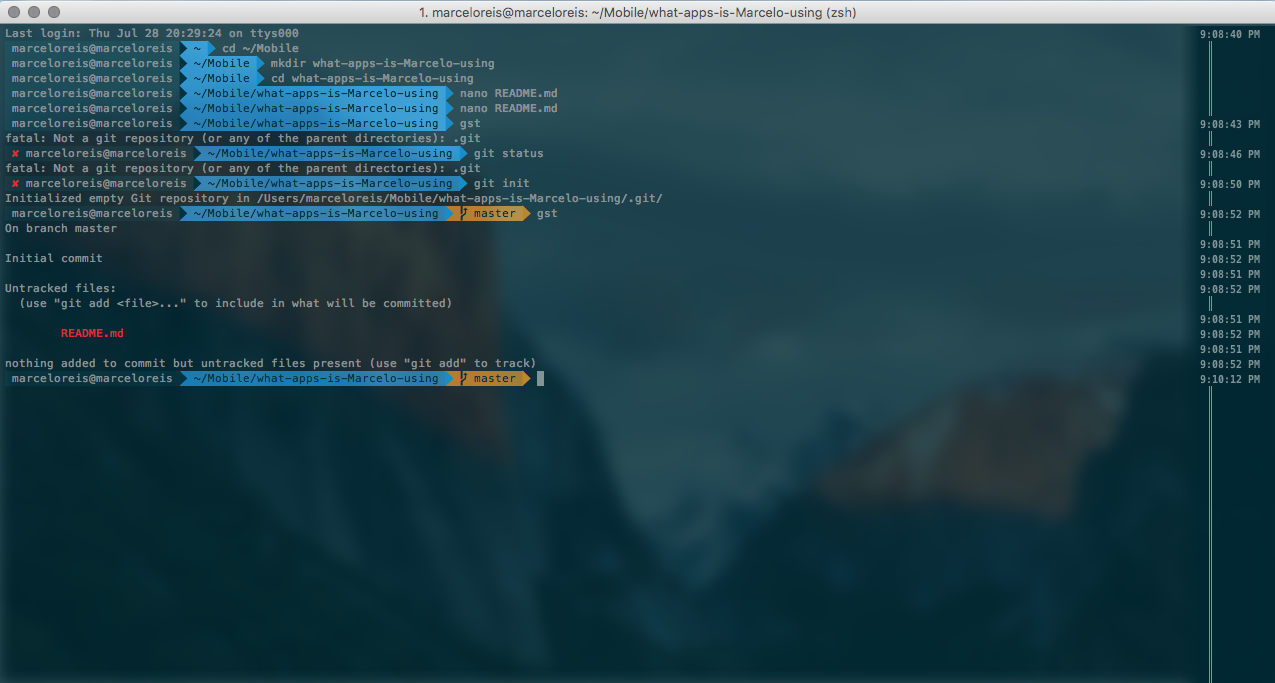 1. marceloreis@marceloreis: ~/Mobile/what-apps-is-Marcelo-using (zsh)
Last login: Thu Jul 28 20:29:24 on ttys000
marceloreis@marceloreis ~ cd ~/Mobile
marceloreis@marceloreis ~/Mobile mkdir what-apps-is-Marcelo-using
marceloreis@marceloreis ~/Mobile cd what-apps-is-Marcelo-using
marceloreis@marceloreis ~/Mobile/what-apps-is-Marcelo-using nano README.md
marceloreis@marceloreis ~/Mobile/what-apps-is-Marcelo-using nano README.md
marceloreis@marceloreis ~/Mobile/what-apps-is-Marcelo-using gst
fatal: Not a git repository (or any of the parent directories): .git
✘ marceloreis@marceloreis ~/Mobile/what-apps-is-Marcelo-using git status
fatal: Not a git repository (or any of the parent directories): .git
✘ marceloreis@marceloreis ~/Mobile/what-apps-is-Marcelo-using git init
Initialized empty Git repository in /Users/marceloreis/Mobile/what-apps-is-Marcelo-using/.git/
marceloreis@marceloreis ~/Mobile/what-apps-is-Marcelo-using master gst
On branch master
Initial commit
Untracked files:
(use "git add <file>..." to include in what will be committed)
README.md
nothing added to commit but untracked files present (use "git add" to track)
marceloreis@marceloreis ~/Mobile/what-apps-is-Marcelo-using master
9:08:40 PM
9:08:43 PM
9:08:46 PM
9:08:50 PM
9:08:52 PM
9:08:51 PM
9:08:52 PM
9:08:51 PM
9:08:52 PM
9:08:51 PM
9:08:52 PM
9:08:51 PM
9:08:52 PM
9:10:12 PM